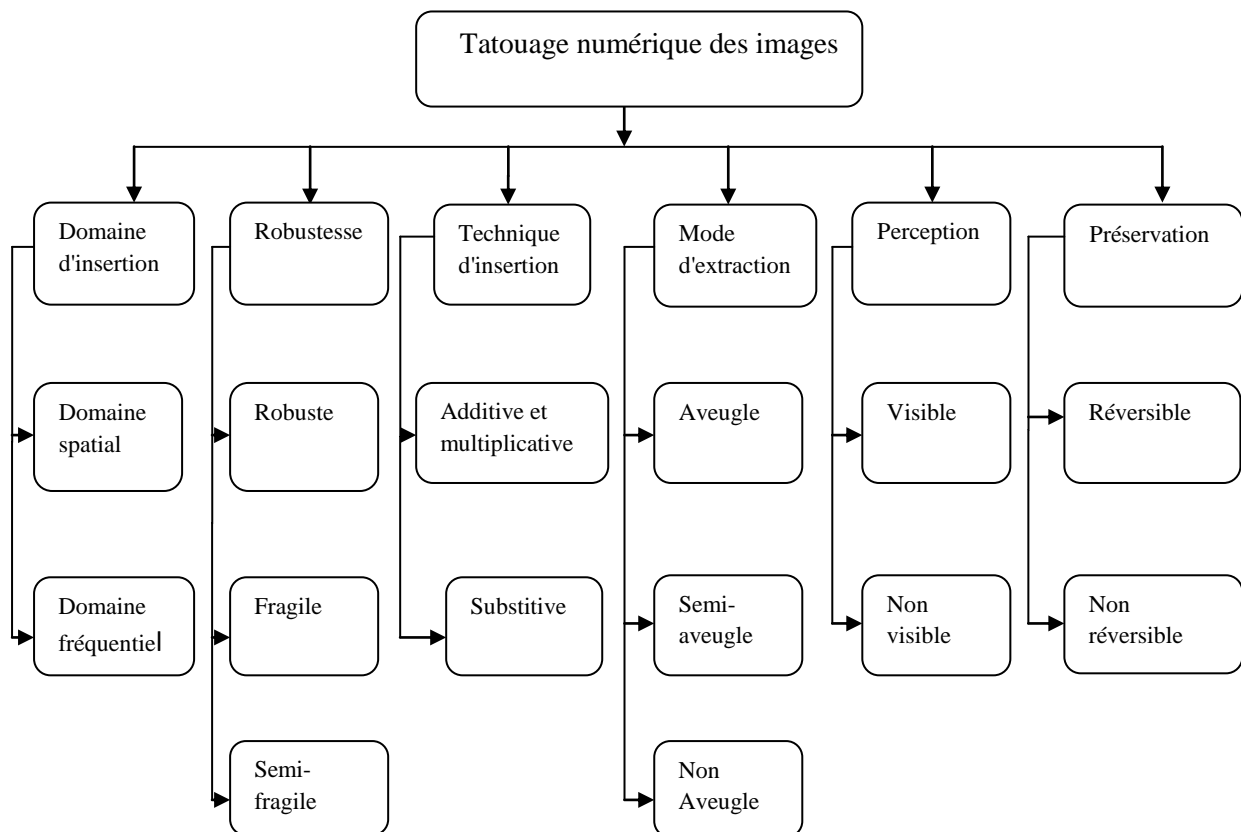 Tatouage numérique des images
Domaine
d'insertion
Robustesse
Technique
d'insertion
Mode
d'extraction
Perception
Préservation
Domaine
spatial
Robuste
Additive et
multiplicative
Aveugle
Visible
Réversible
Domaine
fréquentiel
Fragile
Substitive
Semi-
aveugle
Non
visible
Non
réversible
Semi-
fragile
Non
Aveugle